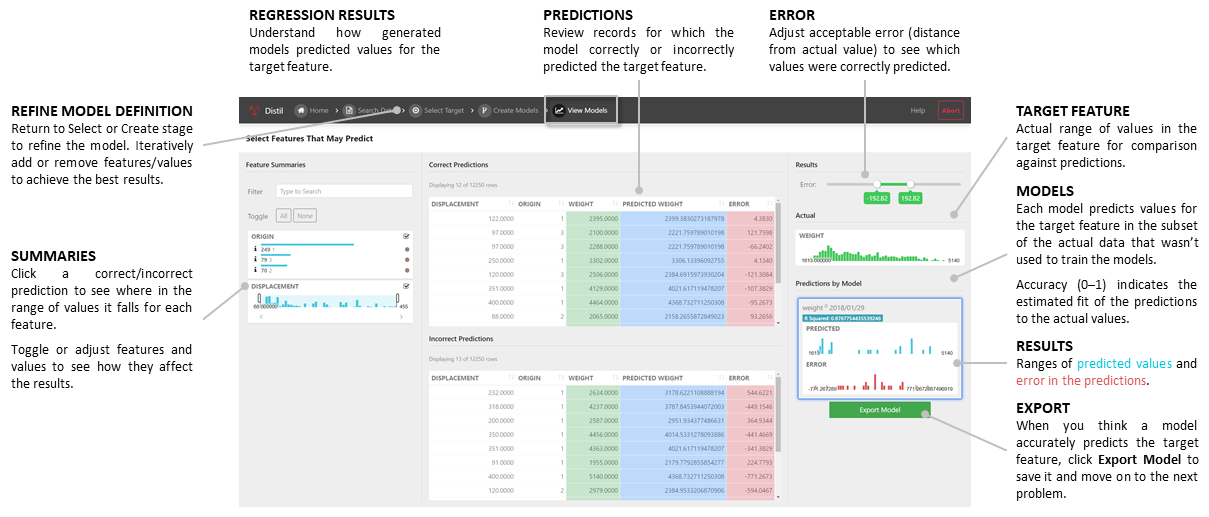 REGRESSION RESULTS
Understand how generated
models predicted values for the
target feature.
PREDICTIONS
Review records for which the
model correctly or incorrectly
predicted the target feature.
ERROR
Adjust acceptable error (distance
from actual value) to see which
values were correctly predicted.
REFINE MODEL DEFINITION
Return to Select or Create stage
to refine the model. Iteratively
add or remove features/values
to achieve the best results.
SUMMARIES
Click a correct/incorrect
prediction to see where in the
range of values it falls for each
feature.
Toggle or adjust features and
values to see how they affect
the results.
Distil Home Search Data Select Target Create Models View Models Help Abort
Select Features That May Predict
Feature Summaries
Filter Type to Search
Toggle All None
ORIGIN
249 1
79 3
70 2
DISPLACEMENT
68.000000 455
Correct Predictions
Displaying 12 of 12250 rows
DISPLACEMENT ORIGIN WEIGHT PREDICTED WEIGHT ERROR
122.0000 1 2395.0000 2399.3830273187978 4.3830
97.0000 3 2100.0000 2221.759789010198 121.7598
97.0000 3 2288.0000 2221.759789010198 -66.2402
250.0000 1 3302.0000 3306.13396092755 4.1340
120.0000 3 2506.0000 2384.6915973930204 -121.3084
351.0000 1 4129.0000 4021.617119478207 -107.3829
400.0000 1 4464.0000 4368.732711250308 -95.2673
88.0000 2 2065.0000 2158.2655872849023 93.2656
Incorrect Predictions
Displaying 13 of 12250 rows
DISPLACEMENT ORIGIN WEIGHT PREDICTED WEIGHT ERROR
232.0000 1 2634.0000 3178.6221108888194 544.6221
318.0000 1 4237.0000 3787.8453944072003 -449.1546
200.0000 1 2587.0000 2951.934377486631 364.9344
350.0000 1 4456.0000 4014.5331278093886 -441.4669
351.0000 1 4363.0000 4021.617119478207 -341.3829
91.0000 1 1955.0000 2179.7792855854277 224.7793
400.0000 1 5140.0000 4368.732711250308 -771.2673
120.0000 2 2979.0000 2384.9533206870906 -594.0467
Results
Error:
-192.82 192.82
Actual
WEIGHT
1613.000000 5140
Predictions by Model
weight 2018/01/29
R Squared: 0.8767754435539246
PREDICTED
1613 5140
ERROR
-771.267289 771.2672887496919
Export Model
TARGET FEATURE
Actual range of values in the
target feature for comparison
against predictions.
MODELS
Each model predicts values for
the target feature in the subset
of the actual data that wasn't
used to train the models.
Accuracy (0–1) indicates the
estimated fit of the predictions
to the actual values.
RESULTS
Ranges of predicted values and
error in the predictions.
EXPORT
When you think a model
accurately predicts the target
feature, click Export Model to
save it and move on to the next
problem.